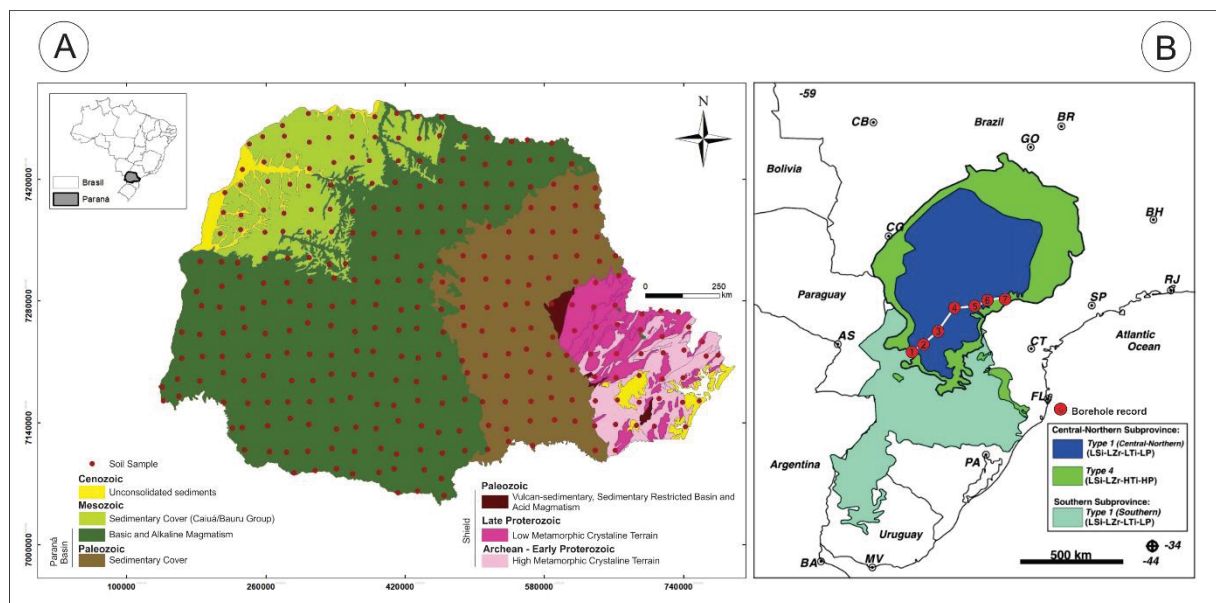 A
B
Brasil
Paraná
N
7420000
7280000
7140000
7000000
0
250
km
Soil Sample
Cenozoic
Unconsolidated sediments
Mesozoic
Sedimentary Cover (Caiuá/Bauru Group)
Basic and Alkaline Magmatism
Paleozoic
Sedimentary Cover
Paraná
Basin
Shield
Paleozoic
Vulcan-sedimentary, Sedimentary Restricted Basin and
Acid Magmatism
Late Proterozoic
Low Metamorphic Crystaline Terrain
Archean - Early Proterozoic
High Metamorphic Crystaline Terrain
100000
260000
420000
580000
740000
-59
CB
Brazil
BR
GO
Bolivia
BH
CG
RJ
Paraguay
SP
AS
CT
Atlantic
Ocean
1
2
3
4
5
6
7
FL
Borehole record
Central-Northern Subprovince:
Type 1 (Central-Northern)
(LSi-LZr-LTi-LP)
Type 4
(LSi-LZr-HTi-HP)
Southern Subprovince:
Type 1 (Southern)
(LSi-LZr-LTi-LP)
Argentina
PA
Uruguay
BA
MV
500 km
-34
-44